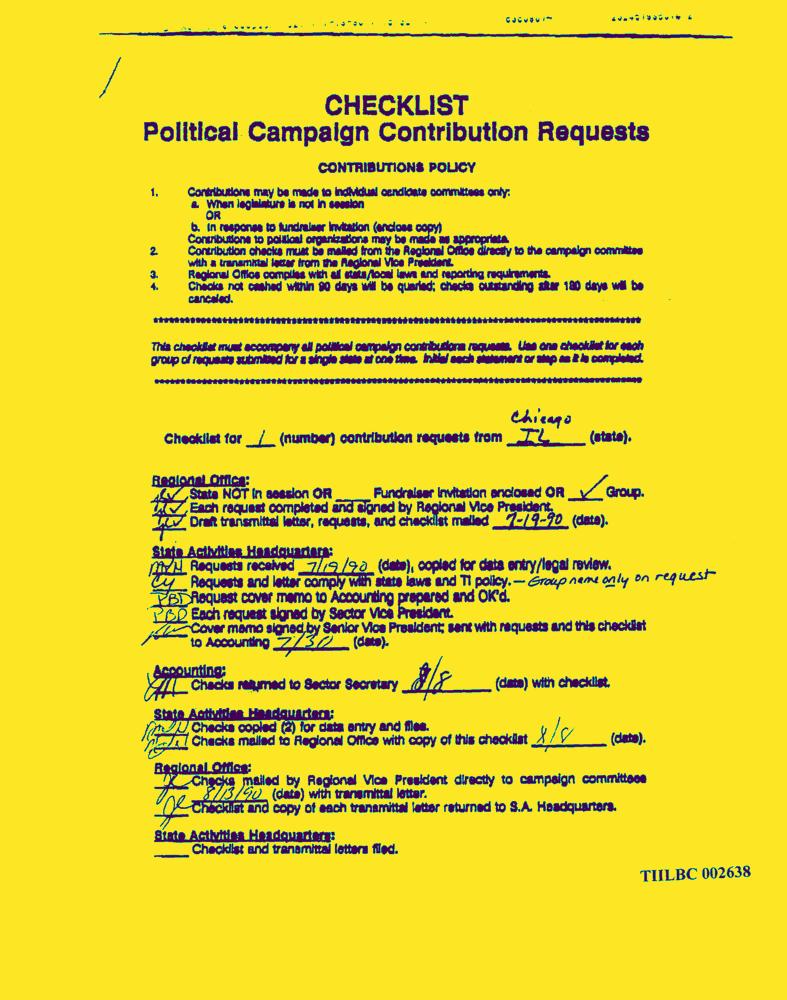 CHECKLIST
Political Campaign Contribution Requests
CONTRIBUTIONS POLICY
1. Contributions may be made to individual candidate committees only:
a. When legislature is not in session
OR
b. In response to fundraiser invitation (enclose copy)
Contributions to political organizations may be made as appropriate.
2. Contribution checks must be mailed from the Regional Office directly to the campaign committee
with a transmittal letter from the Regional Vice President.
3. Regional Office complies with all state/local laws and reporting requirements.
4. Checks not cashed within 90 days will be queried; checks outstanding after 180 days will be
canceled.
This checklist must accompany all political campaign contributions requests. Use one checklist for each
group of requests submitted for a single state at one time. Initial each statement or step as it is completed.
Chicago
Checklist for 1 (number) contribution requests from IL (state).
Regional Office:
State NOT in session OR ____ Fundraiser invitation enclosed OR ✓ Group.
Each request completed and signed by Regional Vice President.
Draft transmittal letter, requests, and checklist mailed 7-19-90 (date).
State Activities Headquarters:
Requests received 7/19/90 (date), copied for data entry/legal review.
Requests and letter comply with state laws and TI policy. — Group name only on request
PBD Request cover memo to Accounting prepared and OK'd.
PBD Each request signed by Sector Vice President.
Cover memo signed by Senior Vice President; sent with requests and this checklist
to Accounting 7/30 (date).
Accounting:
Checks returned to Sector Secretary 8/8 (date) with checklist.
State Activities Headquarters:
Checks copied (2) for data entry and files.
Checks mailed to Regional Office with copy of this checklist 8/8 (date).
Regional Office:
Checks mailed by Regional Vice President directly to campaign committees
8/13/90 (date) with transmittal letter.
Checklist and copy of each transmittal letter returned to S.A. Headquarters.
State Activities Headquarters:
____ Checklist and transmittal letters filed.
TIILBC 002638